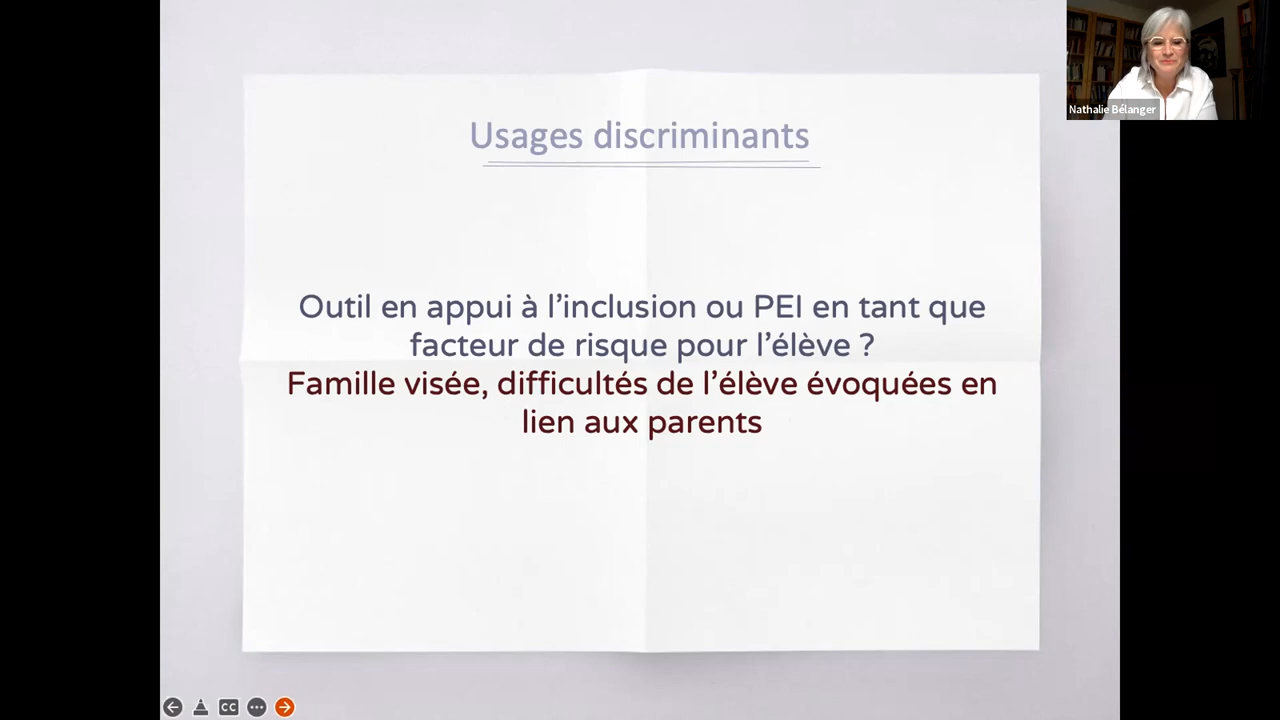 Nathalie Bélanger
Usages discriminants
Outil en appui à l'inclusion ou PEI en tant que
facteur de risque pour l'élève ?
Famille visée, difficultés de l'élève évoquées en
lien aux parents
CC